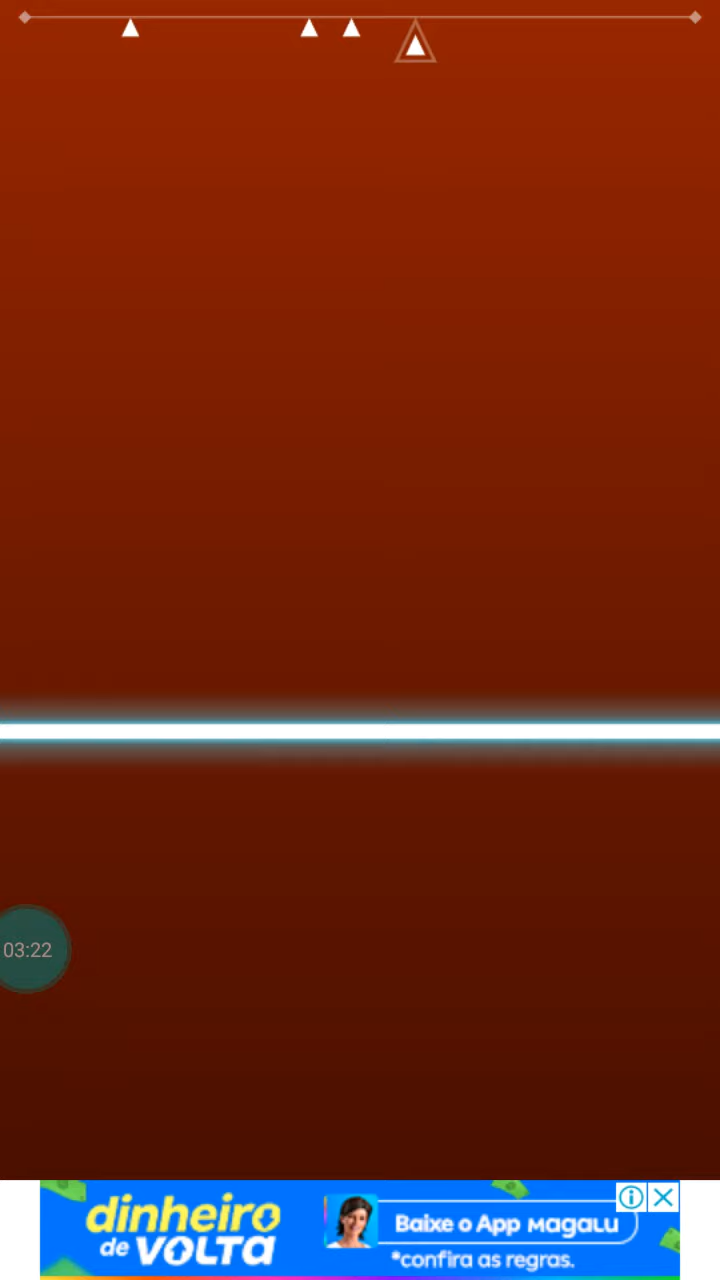 03:22
dinheiro
de VOLTA
Baixe o App Magalu
*confira as regras.